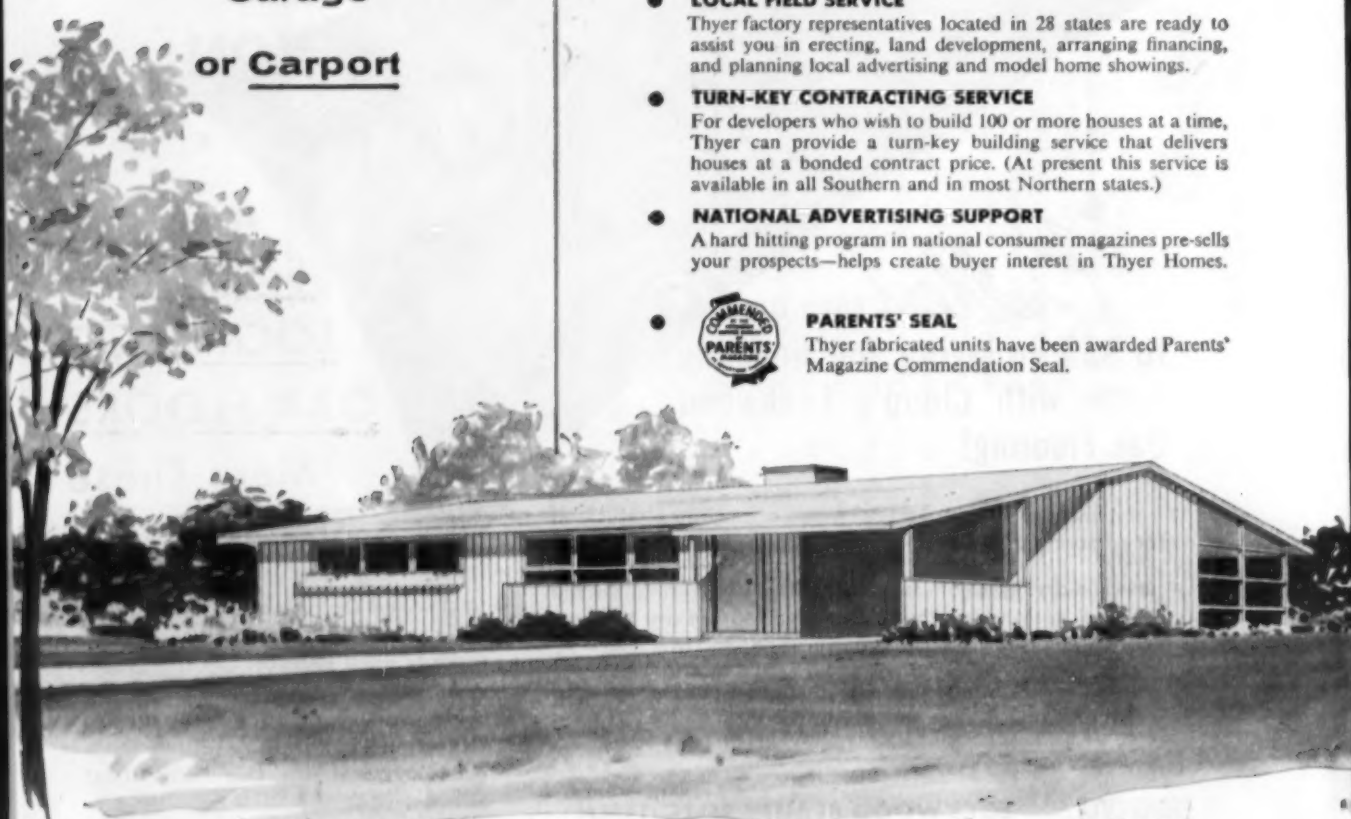 Garage
or Carport
LOCAL FIELD SERVICE
Thyer factory representatives located in 28 states are ready to
assist you in erecting, land development, arranging financing,
and planning local advertising and model home showings.
TURN-KEY CONTRACTING SERVICE
For developers who wish to build 100 or more houses at a time,
Thyer can provide a turn-key building service that delivers
houses at a bonded contract price. (At present this service is
available in all Southern and in most Northern states.)
NATIONAL ADVERTISING SUPPORT
A hard hitting program in national consumer magazines pre-sells
your prospects—helps create buyer interest in Thyer Homes.
COMMENDED
PARENTS'
MAGAZINE
PARENTS' SEAL
Thyer fabricated units have been awarded Parents'
Magazine Commendation Seal.